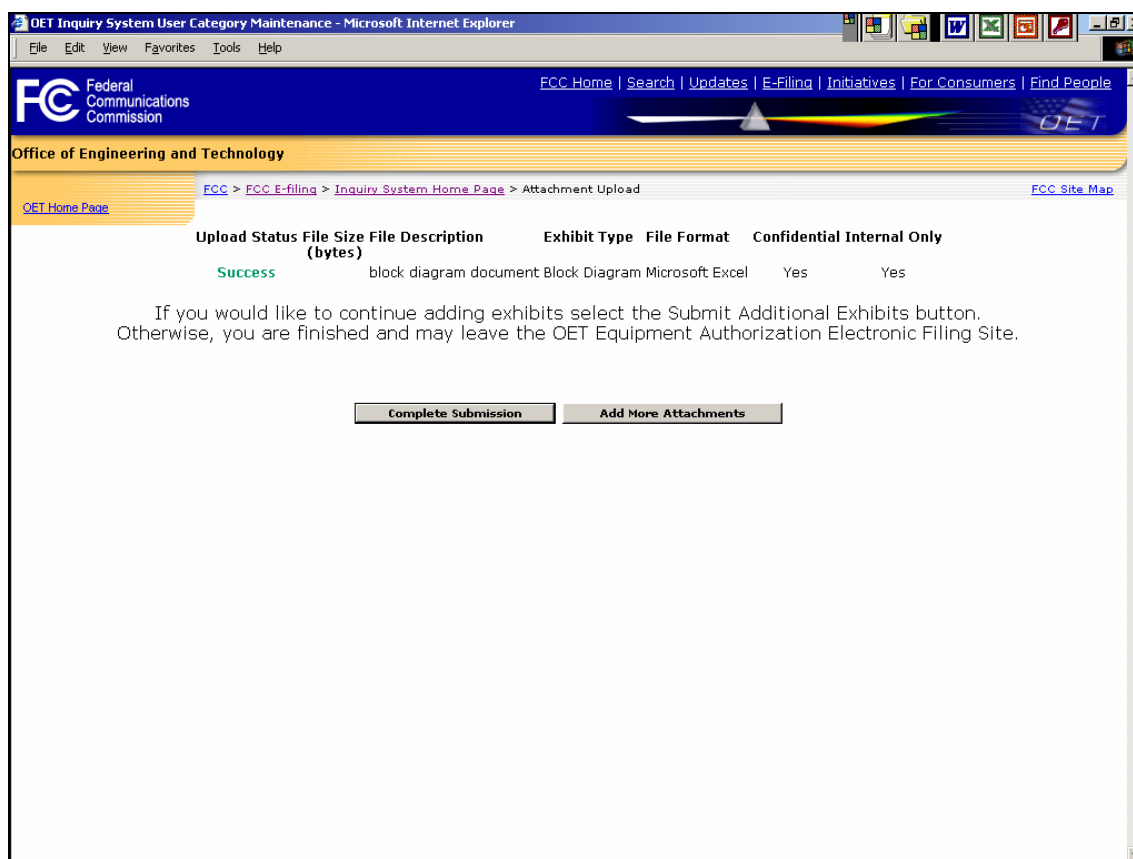 OET Inquiry System User Category Maintenance - Microsoft Internet Explorer
File Edit View Favorites Tools Help
FCC Federal Communications Commission
FCC Home | Search | Updates | E-Filing | Initiatives | For Consumers | Find People
OET
Office of Engineering and Technology
FCC > FCC E-filing > Inquiry System Home Page > Attachment Upload
FCC Site Map
OET Home Page
Upload Status File Size (bytes) File Description Exhibit Type File Format Confidential Internal Only
Success block diagram document Block Diagram Microsoft Excel Yes Yes
If you would like to continue adding exhibits select the Submit Additional Exhibits button.
Otherwise, you are finished and may leave the OET Equipment Authorization Electronic Filing Site.
Complete Submission Add More Attachments